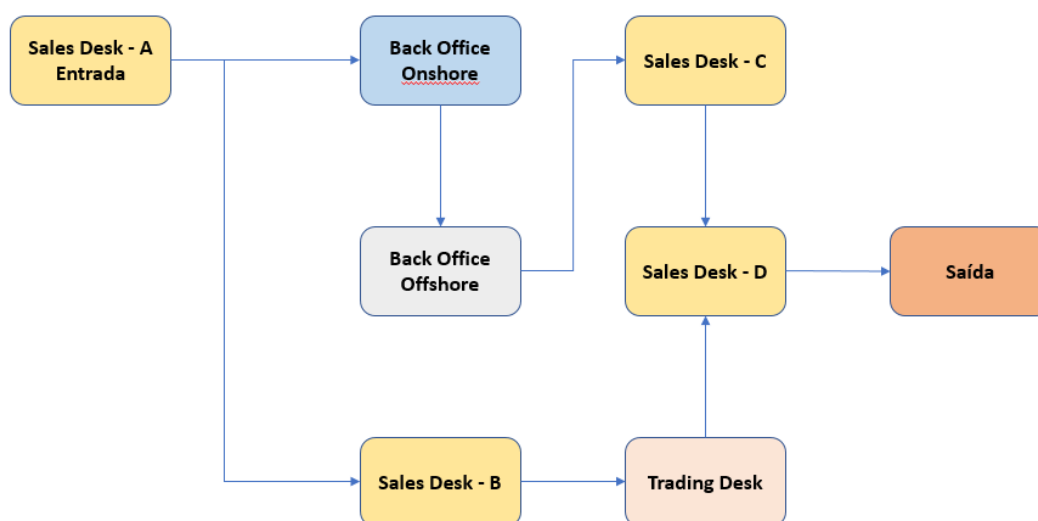 Sales Desk - A
Entrada
Back Office
Onshore
Sales Desk - C
Back Office
Offshore
Sales Desk - D
Saída
Sales Desk - B
Trading Desk